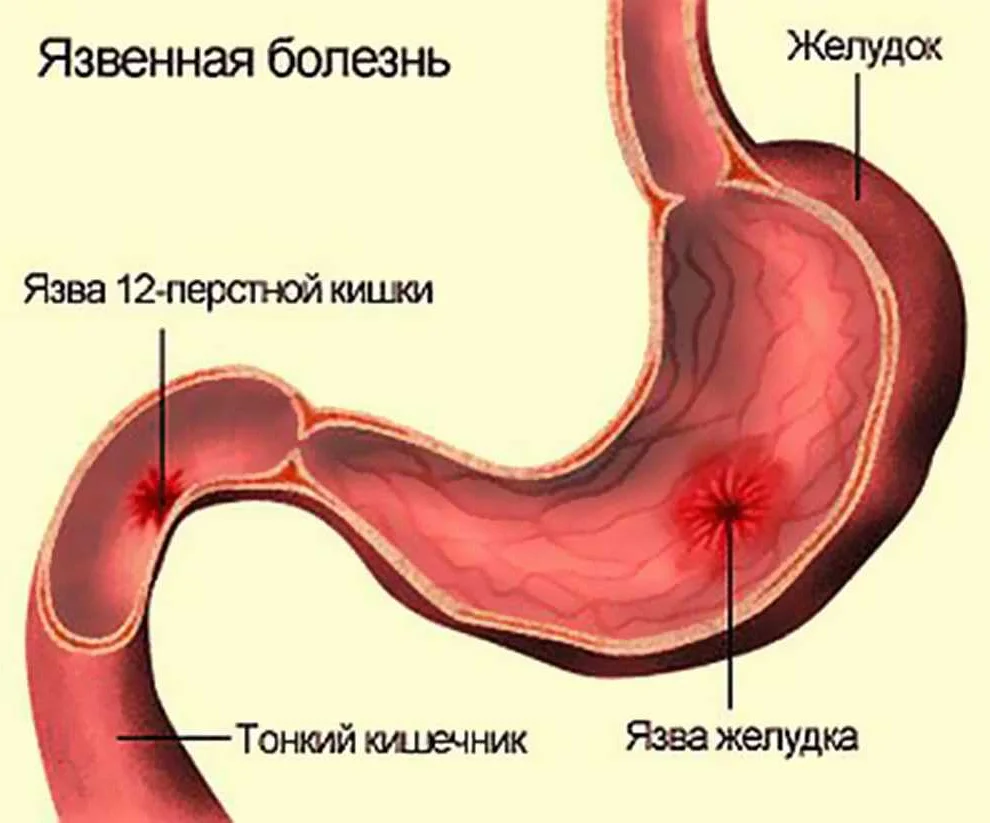 Язвенная болезнь
Желудок
Язва 12-перстной кишки
Тонкий кишечник
Язва желудка